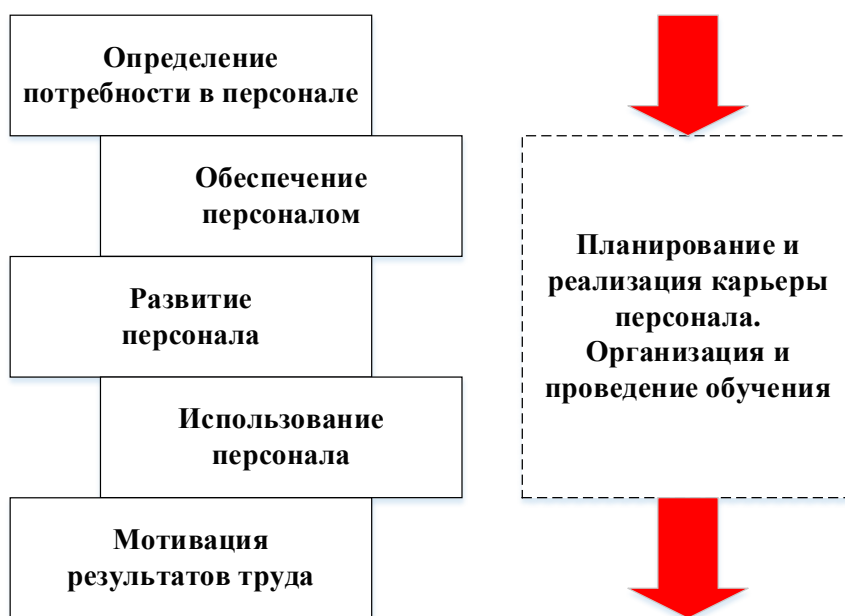 Определение
потребности в персонале
Обеспечение
персоналом
Развитие
персонала
Использование
персонала
Мотивация
результатов труда
Планирование и
реализация карьеры
персонала.
Организация и
проведение обучения